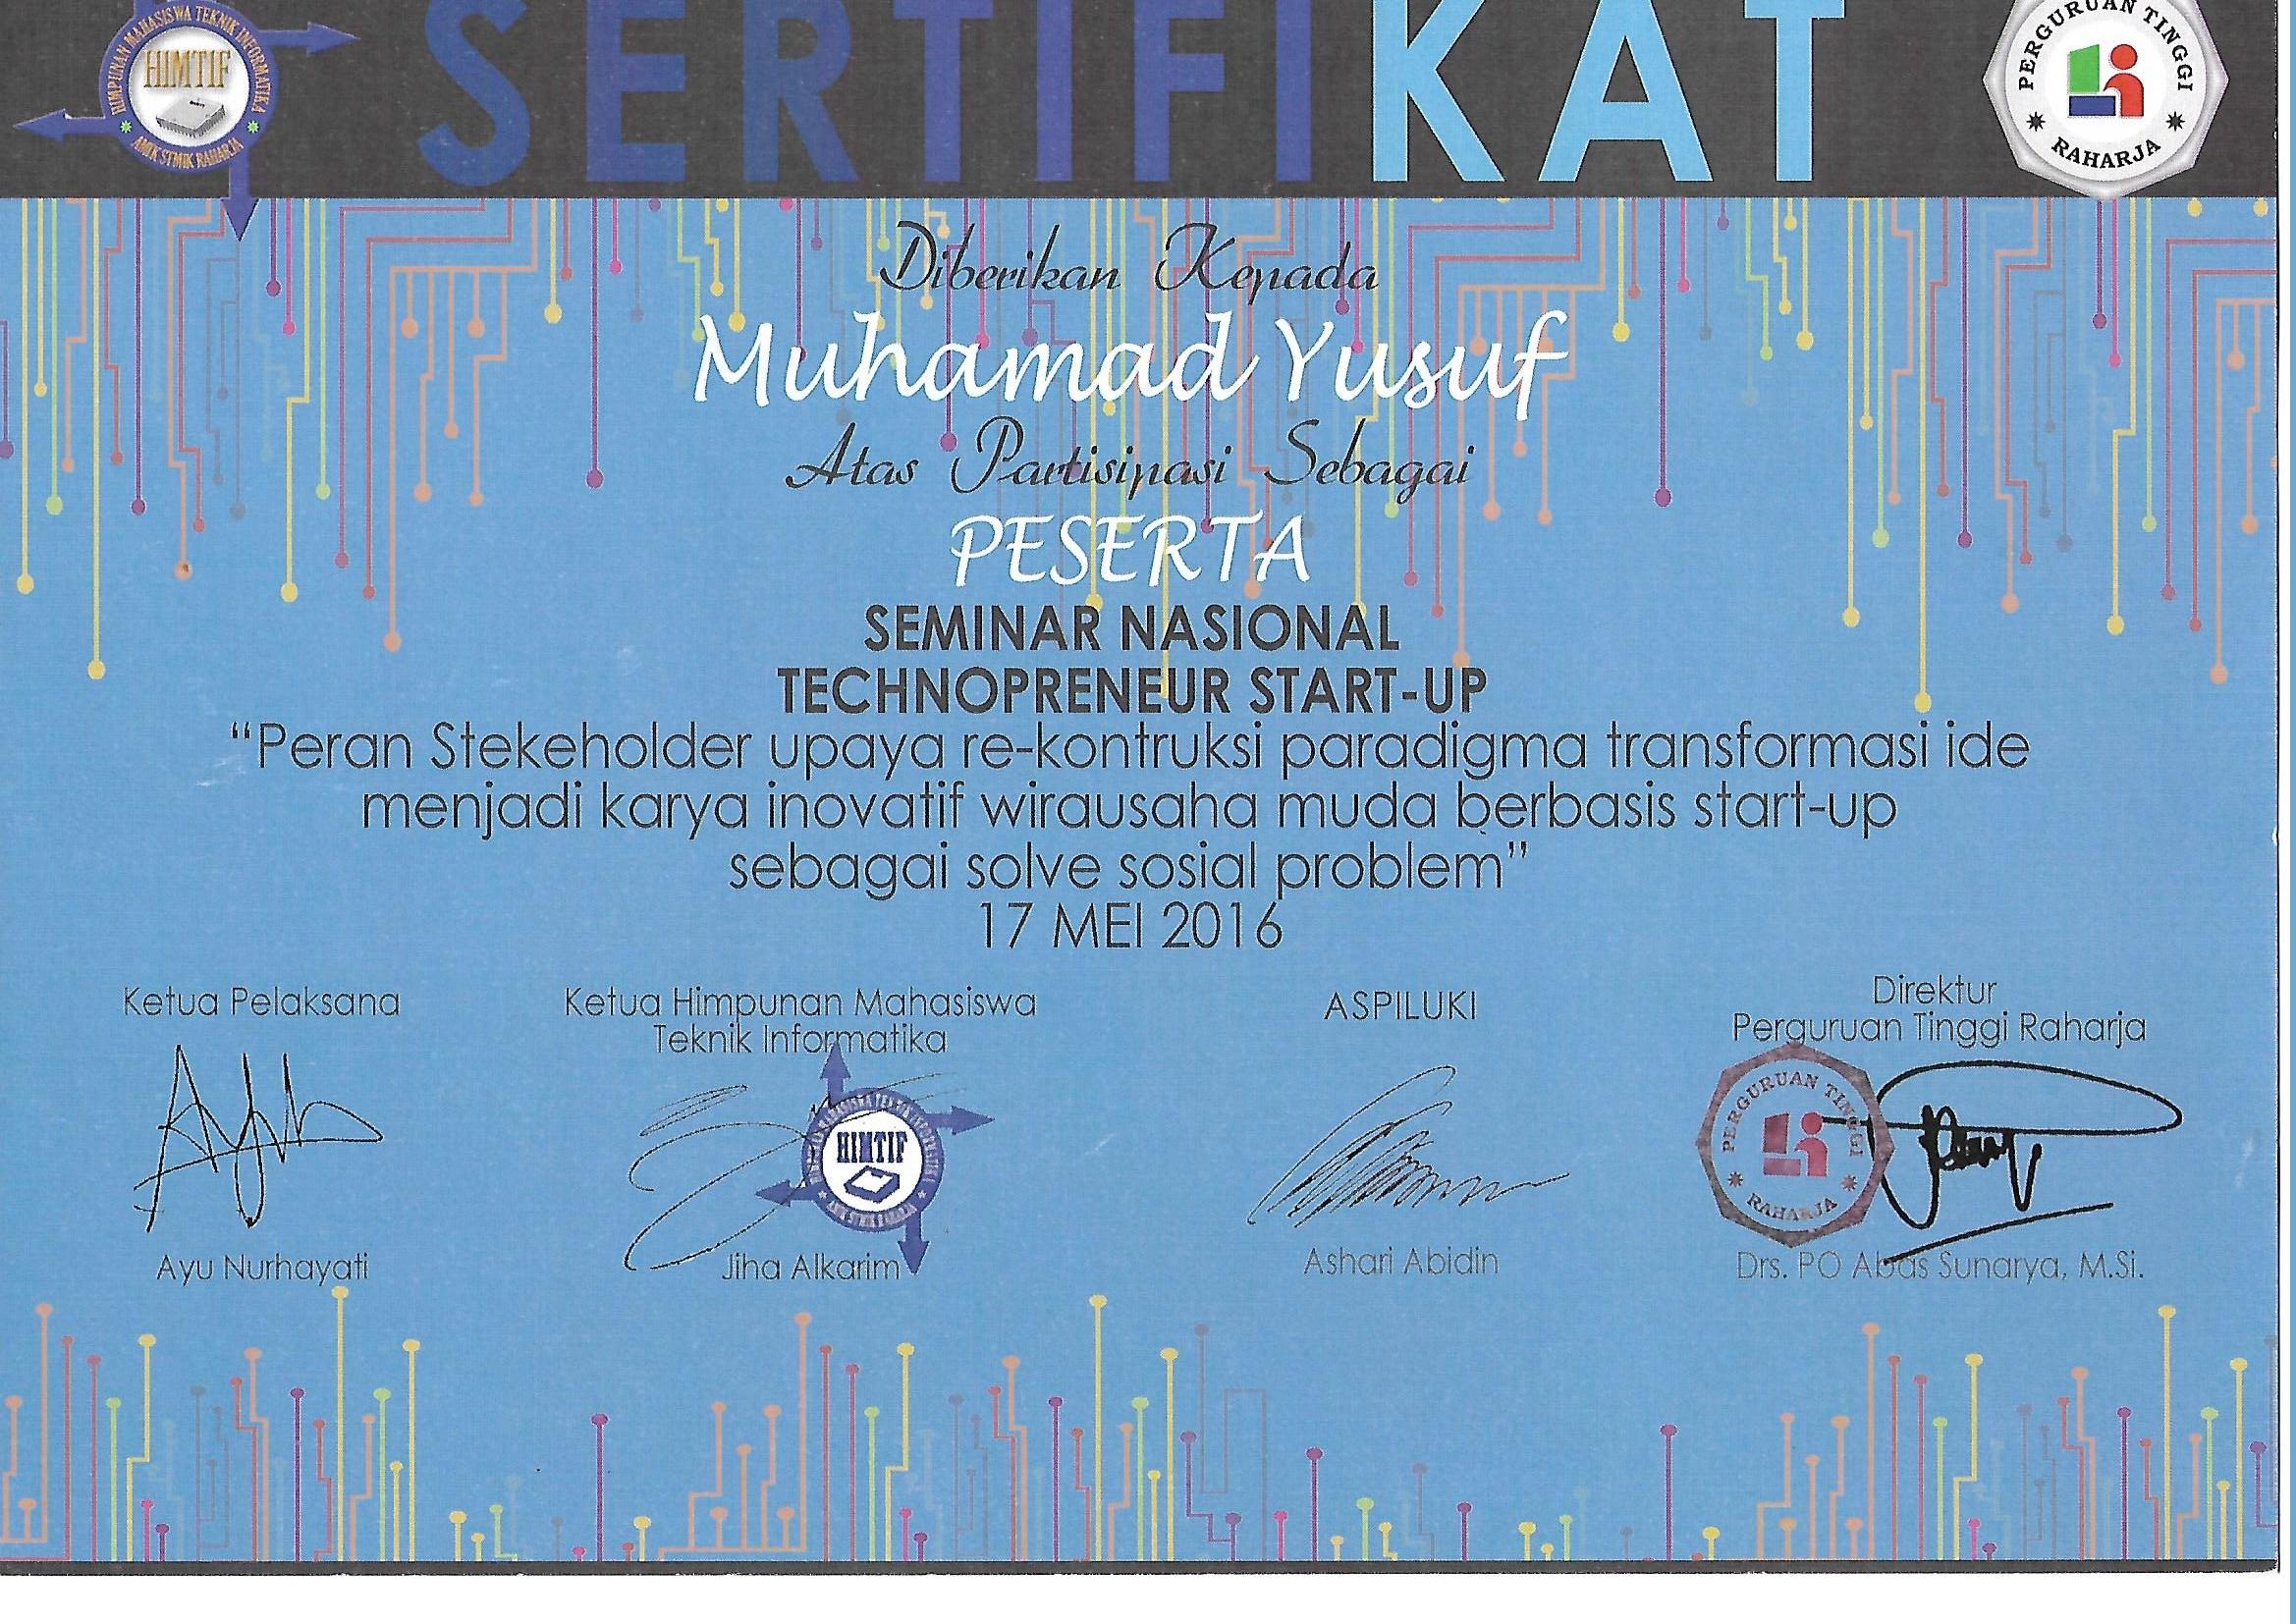 HIMPUNAN MAHASISWA TEKNIK INFORMATIKA
HIMTIF
AMIK STMIK RAHARJA
SERTIFIKAT
PERGURUAN TINGGI
RAHARJA
Diberikan Kepada
Muhamad Yusuf
Atas Partisipasi Sebagai
PESERTA
SEMINAR NASIONAL
TECHNOPRENEUR START-UP
“Peran Stekeholder upaya re-kontruksi paradigma transformasi ide
menjadi karya inovatif wirausaha muda berbasis start-up
sebagai solve sosial problem”
17 MEI 2016
Ketua Pelaksana
Ayu Nurhayati
Ketua Himpunan Mahasiswa
Teknik Informatika
HIMTIF
Jiha Alkarim
ASPILUKI
Ashari Abidin
Direktur
Perguruan Tinggi Raharja
PERGURUAN TINGGI
RAHARJA
Drs. PO Abas Sunarya, M.Si.